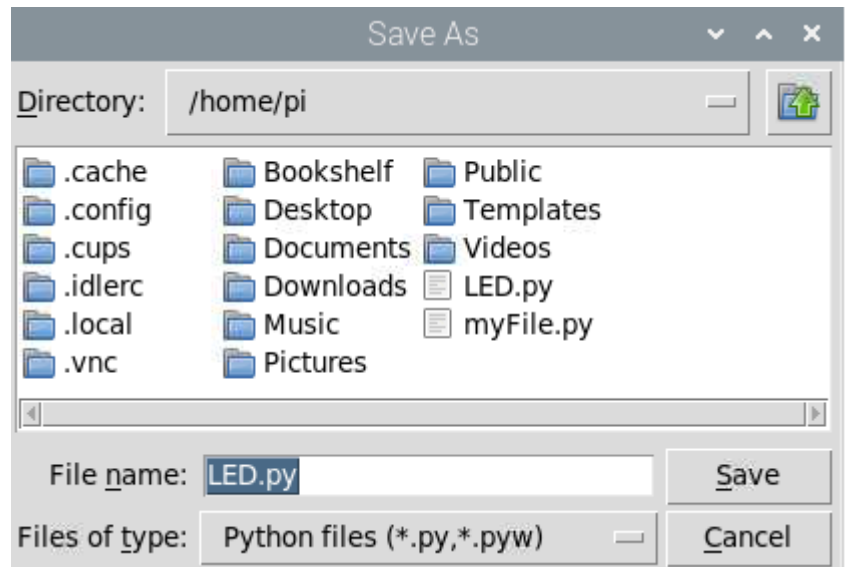 Save As
Directory: /home/pi
.cache Bookshelf Public
.config Desktop Templates
.cups Documents Videos
.idlerc Downloads LED.py
.local Music myFile.py
.vnc Pictures
File name: LED.py Save
Files of type: Python files (*.py,*.pyw) Cancel